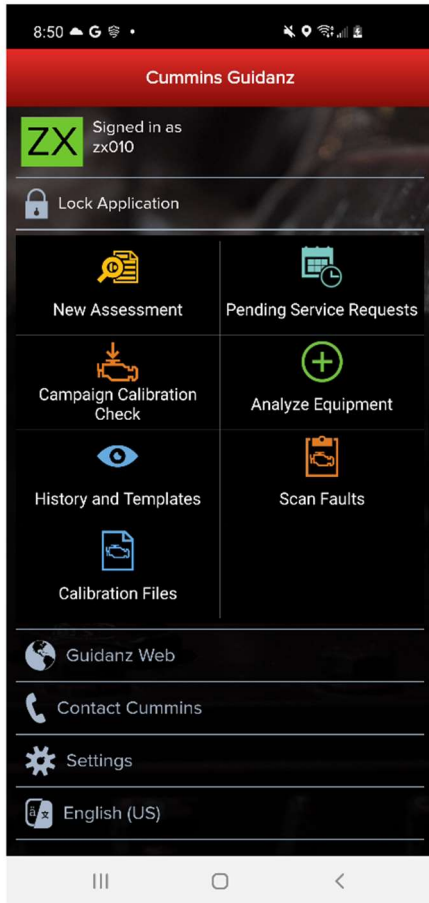 8:50 G
Cummins Guidanz
ZX
Signed in as
zx010
Lock Application
New Assessment
Pending Service Requests
Campaign Calibration
Check
Analyze Equipment
History and Templates
Scan Faults
Calibration Files
Guidanz Web
Contact Cummins
Settings
English (US)